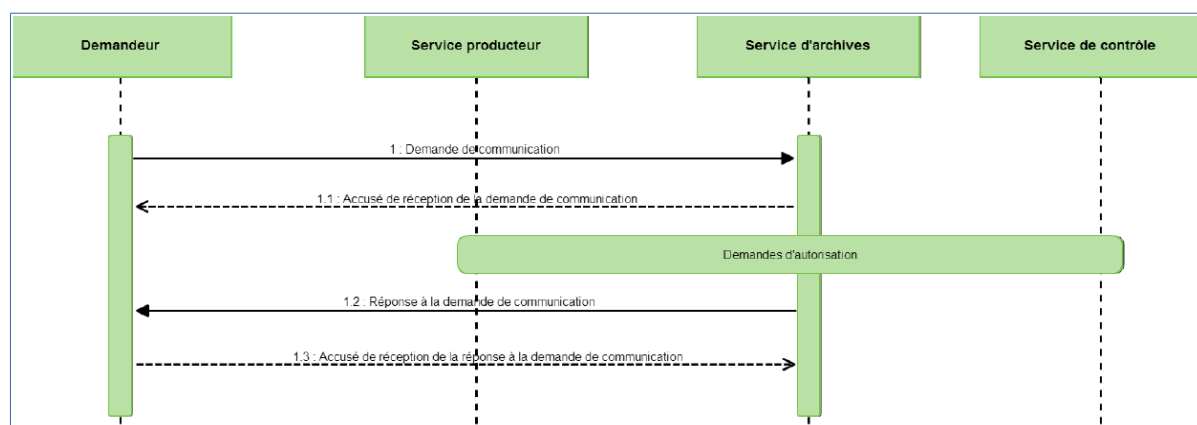 Demandeur
Service producteur
Service d'archives
Service de contrôle
1 : Demande de communication
1.1 : Accusé de réception de la demande de communication
Demandes d'autorisation
1.2 : Réponse à la demande de communication
1.3 : Accusé de réception de la réponse à la demande de communication